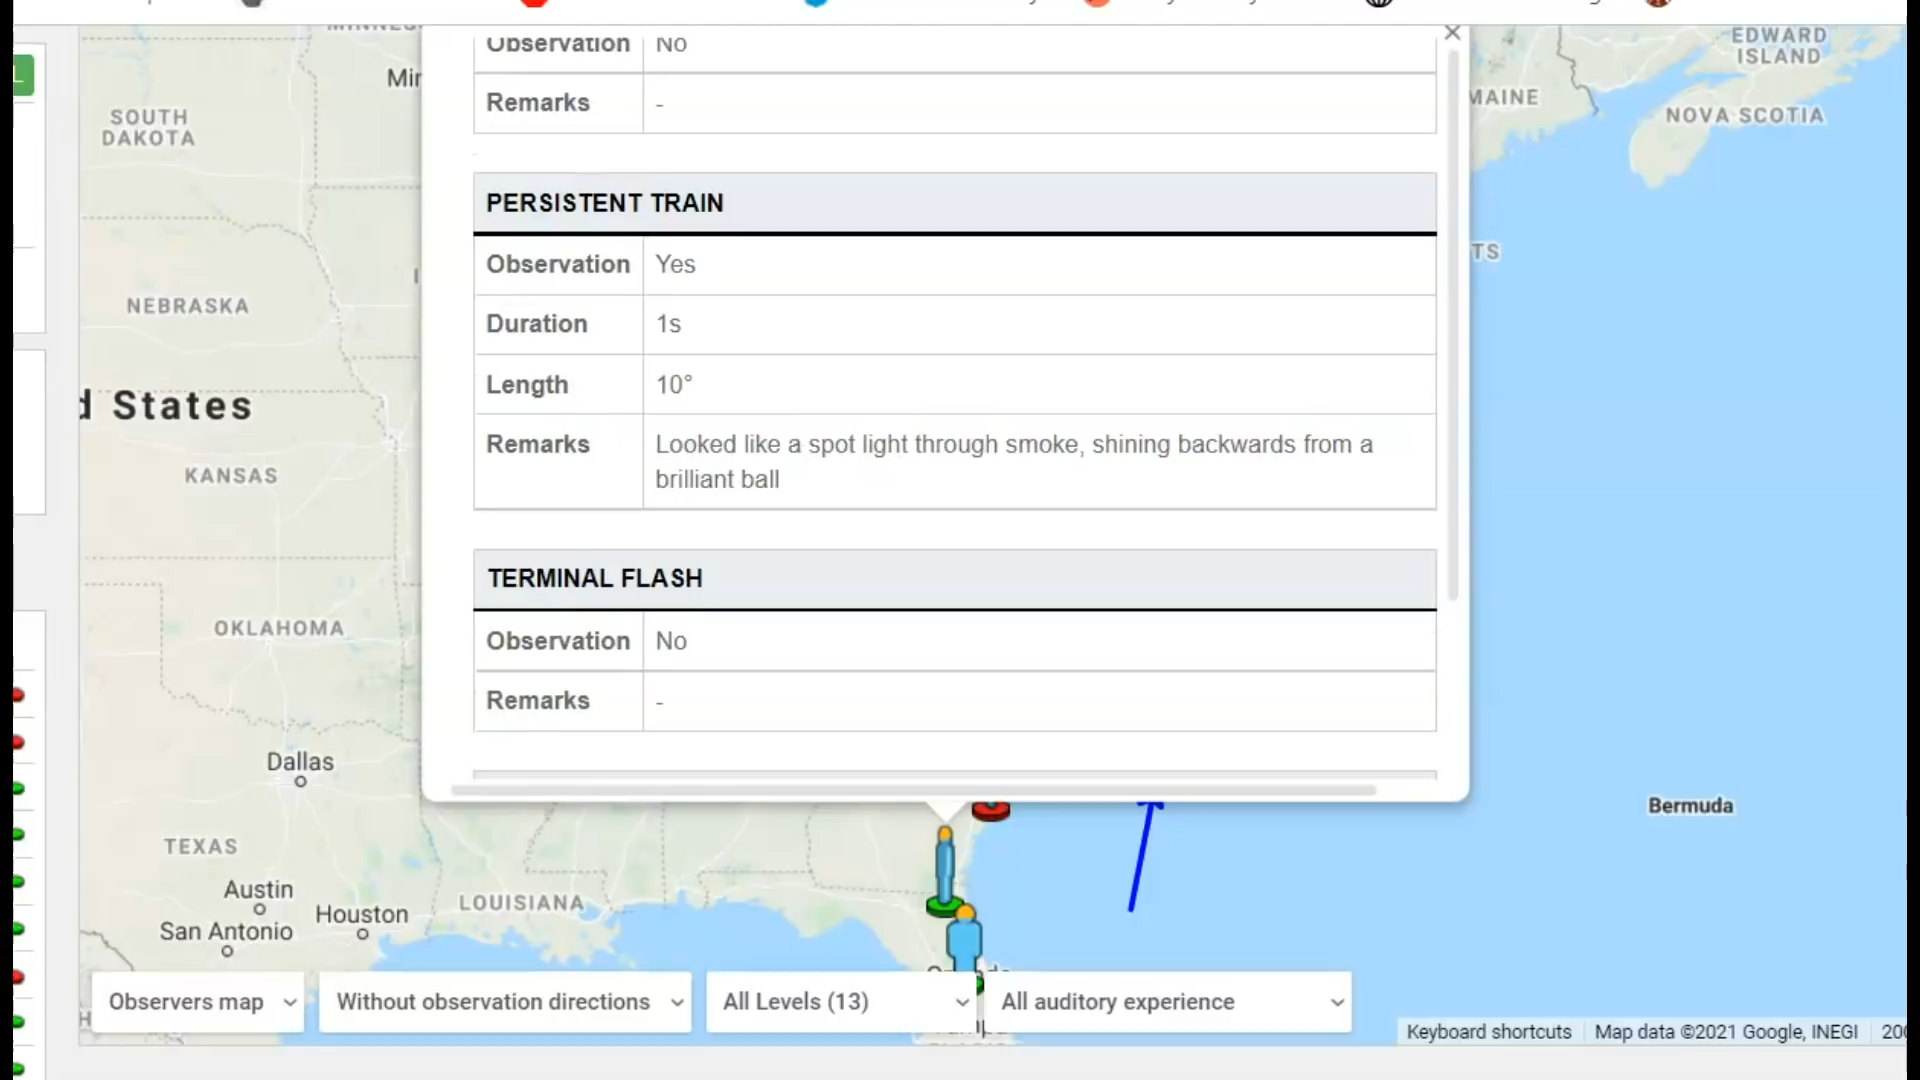 EDWARD
ISLAND
MAINE
NOVA SCOTIA
Mir
SOUTH
DAKOTA
NEBRASKA
d States
KANSAS
OKLAHOMA
Dallas
TEXAS
Austin
San Antonio
Houston
LOUISIANA
TS
Bermuda
L
Observation No
Remarks -
PERSISTENT TRAIN
Observation Yes
Duration 1s
Length 10°
Remarks Looked like a spot light through smoke, shining backwards from a
brilliant ball
TERMINAL FLASH
Observation No
Remarks -
Observers map
Without observation directions
All Levels (13)
All auditory experience
Keyboard shortcuts
Map data ©2021 Google, INEGI
200